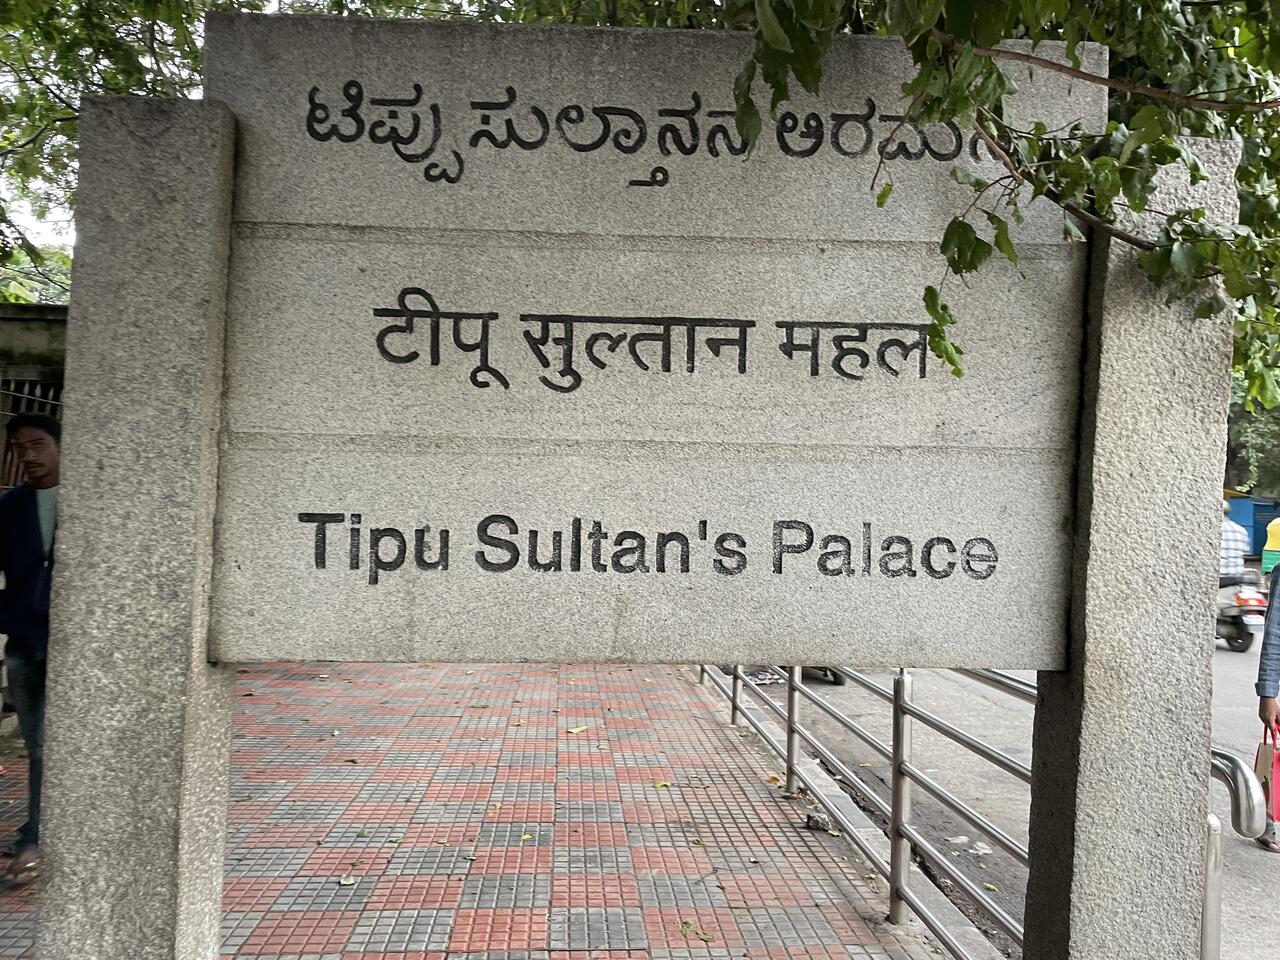 ಟಿಪ್ಪು ಸುಲ್ತಾನನ
टीपू सुल्तान महल
Tipu Sultan's Palace